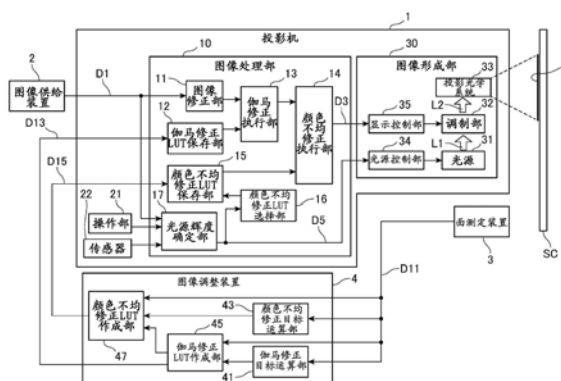 1
投影机
10
图像处理部
30
图像形成部
2
图像供给
装置
D1
11
图像
修正部
13
伽马修正
执行部
14
颜色不均
修正执行部
33
投影光学
系统
D13
12
伽马修正
LUT保存部
D3
35
显示控制部
L2
32
调制部
D15
15
颜色不均
修正LUT
保存部
L1
31
34
光源控制部
光源
22
21
17
16
颜色不均
修正LUT选择部
操作部
传感器
光源辉度
确定部
D5
面测定装置
3
SC
4
图像调整装置
D11
颜色不均
修正LUT
作成部
43
颜色不均
修正目标
运算部
45
伽马修正
LUT作成部
47
41
伽马修正
目标运算部